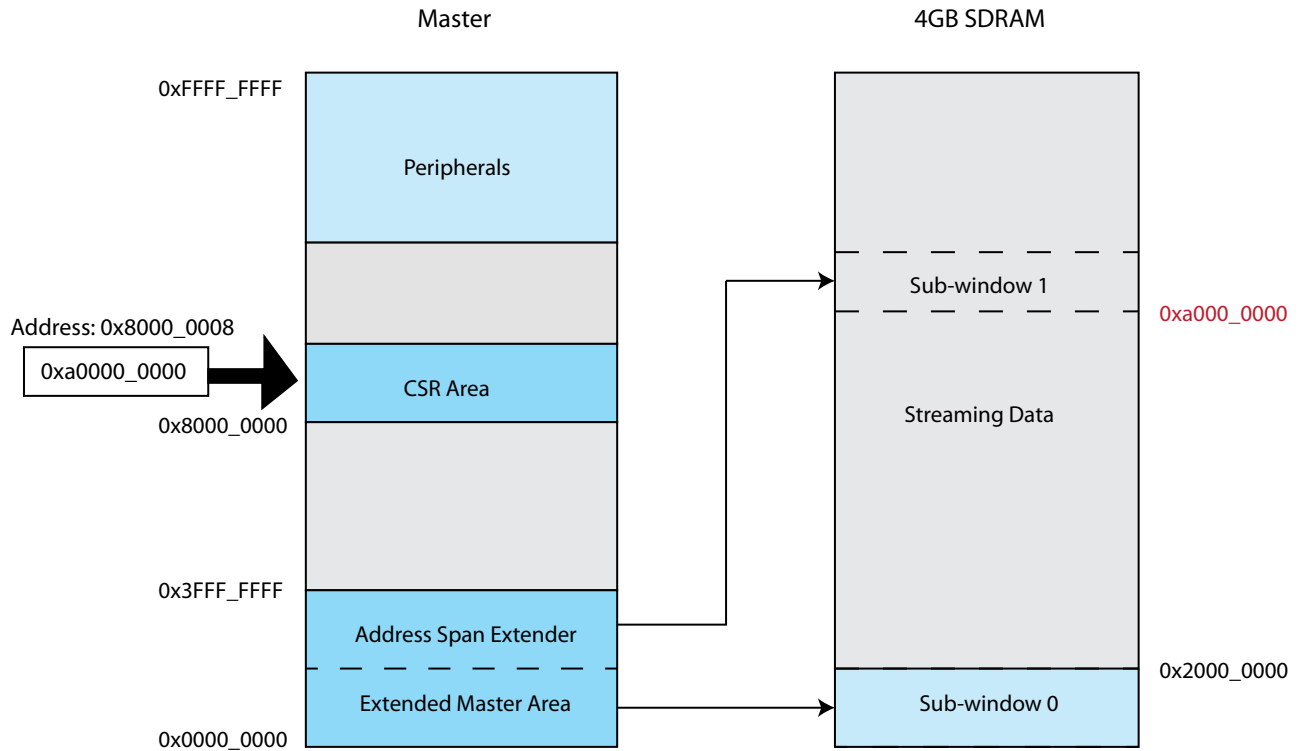 Master
4GB SDRAM
0xFFFF_FFFF
Peripherals
Sub-window 1
0xa000_0000
Address: 0x8000_0008
0xa0000_0000
CSR Area
0x8000_0000
Streaming Data
0x3FFF_FFFF
Address Span Extender
0x2000_0000
Extended Master Area
Sub-window 0
0x0000_0000